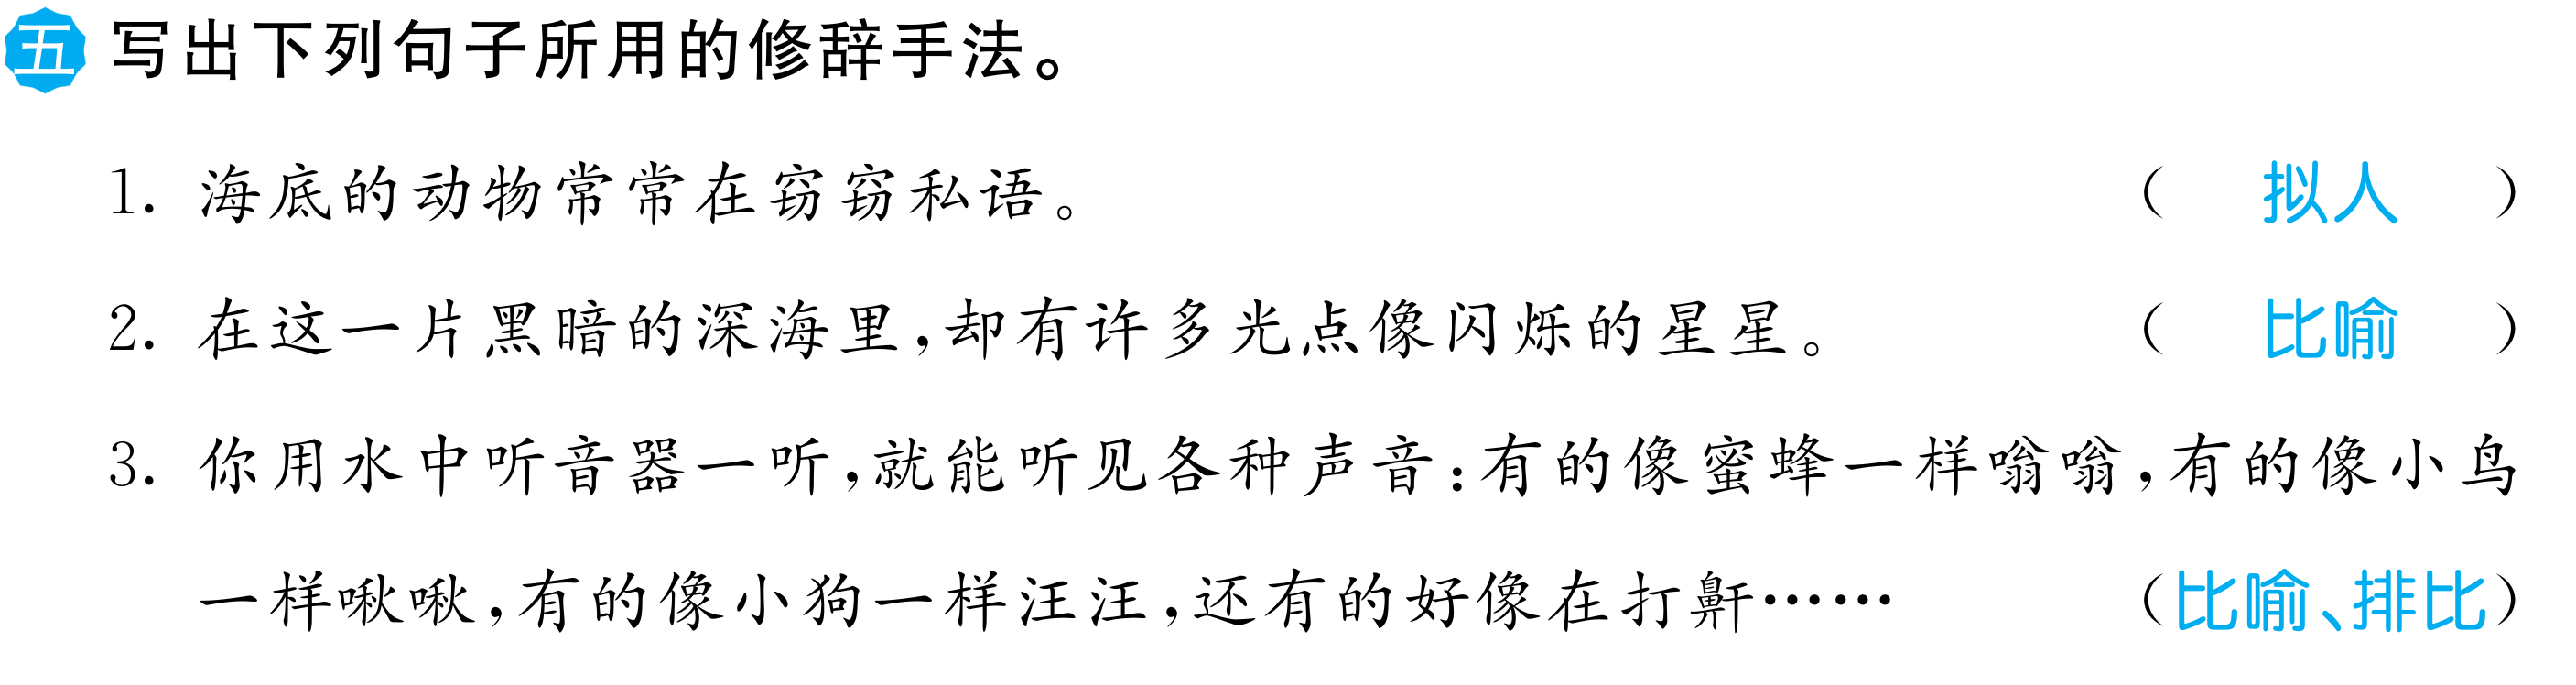 五 写出下列句子所用的修辞手法。
1. 海底的动物常常在窃窃私语。 （ 拟人 ）
2. 在这一片黑暗的深海里,却有许多光点像闪烁的星星。 （ 比喻 ）
3. 你用水中听音器一听,就能听见各种声音:有的像蜜蜂一样嗡嗡,有的像小鸟
一样啾啾,有的像小狗一样汪汪,还有的好像在打鼾…… （比喻、排比）